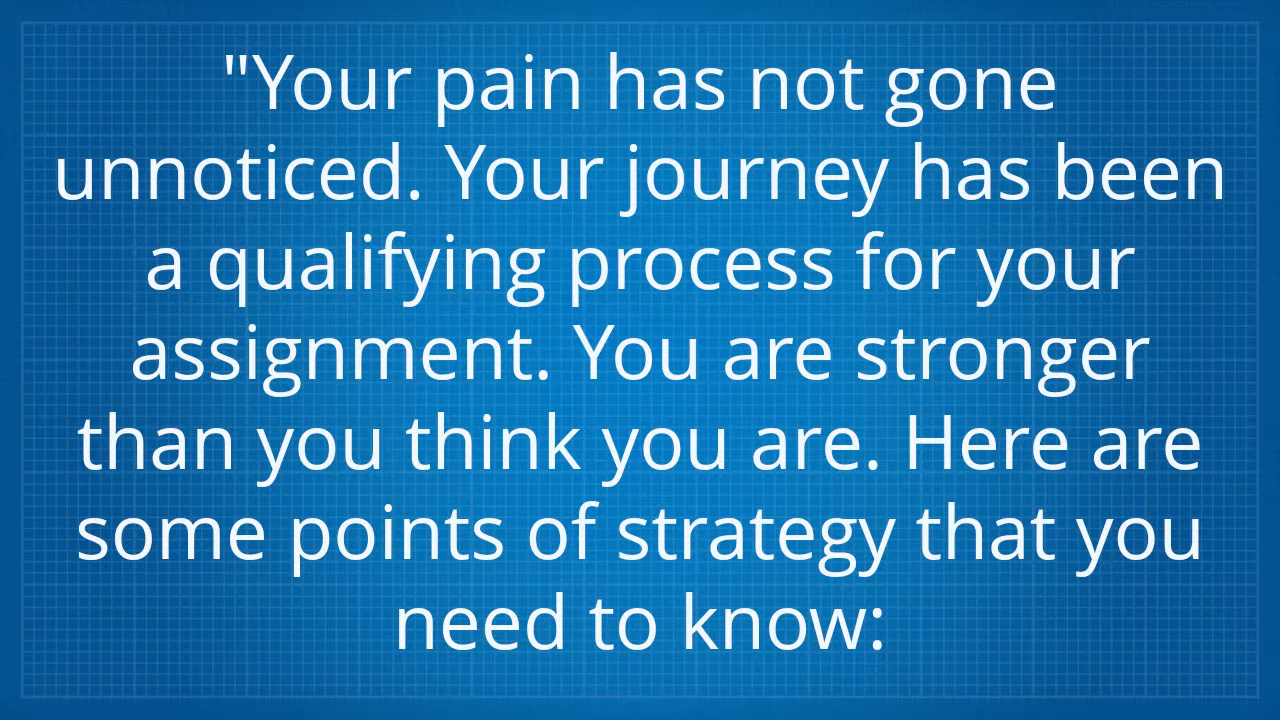 "Your pain has not gone
unnoticed. Your journey has been
a qualifying process for your
assignment. You are stronger
than you think you are. Here are
some points of strategy that you
need to know: